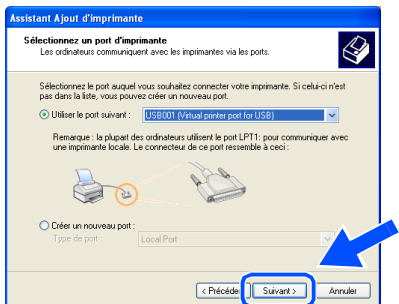 Assistant Ajout d'imprimante
Sélectionnez un port d'imprimante
Les ordinateurs communiquent avec les imprimantes via les ports.
Sélectionnez le port auquel vous souhaitez connecter votre imprimante. Si celui-ci n'est
pas dans la liste, vous pouvez créer un nouveau port.
Utiliser le port suivant :
USB001 (Virtual printer port for USB)
Remarque : la plupart des ordinateurs utilisent le port LPT1: pour communiquer avec
une imprimante locale. Le connecteur de ce port ressemble à ceci :
Créer un nouveau port :
Type de port :
Local Port
< Précéde
Suivant >
Annuler